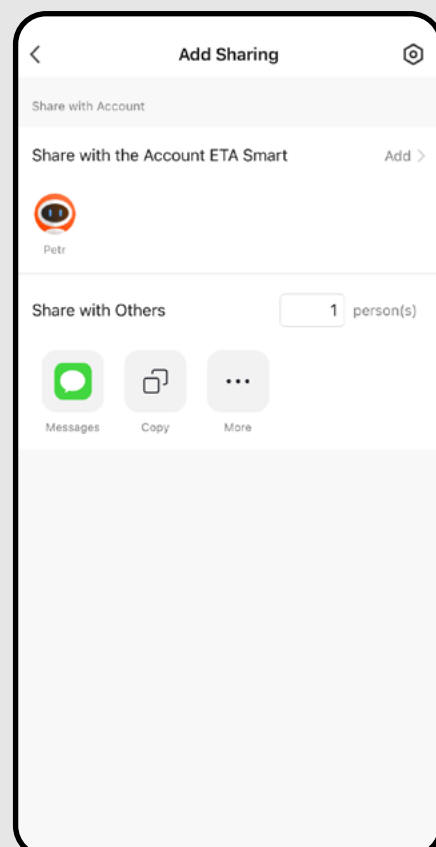 Add Sharing
Share with Account
Share with the Account ETA Smart Add
Petr
Share with Others 1 person(s)
Messages Copy More